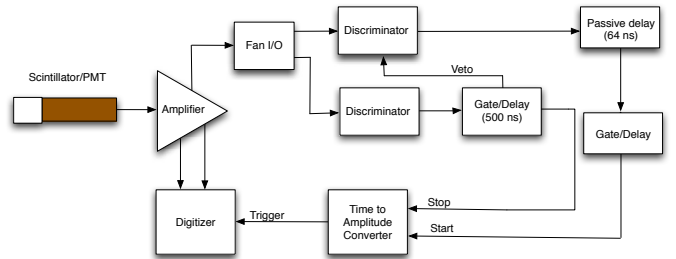 Scintillator/PMT
Amplifier
Fan I/O
Discriminator
Passive delay
(64 ns)
Veto
Discriminator
Gate/Delay
(500 ns)
Gate/Delay
Digitizer
Trigger
Time to
Amplitude
Converter
Stop
Start